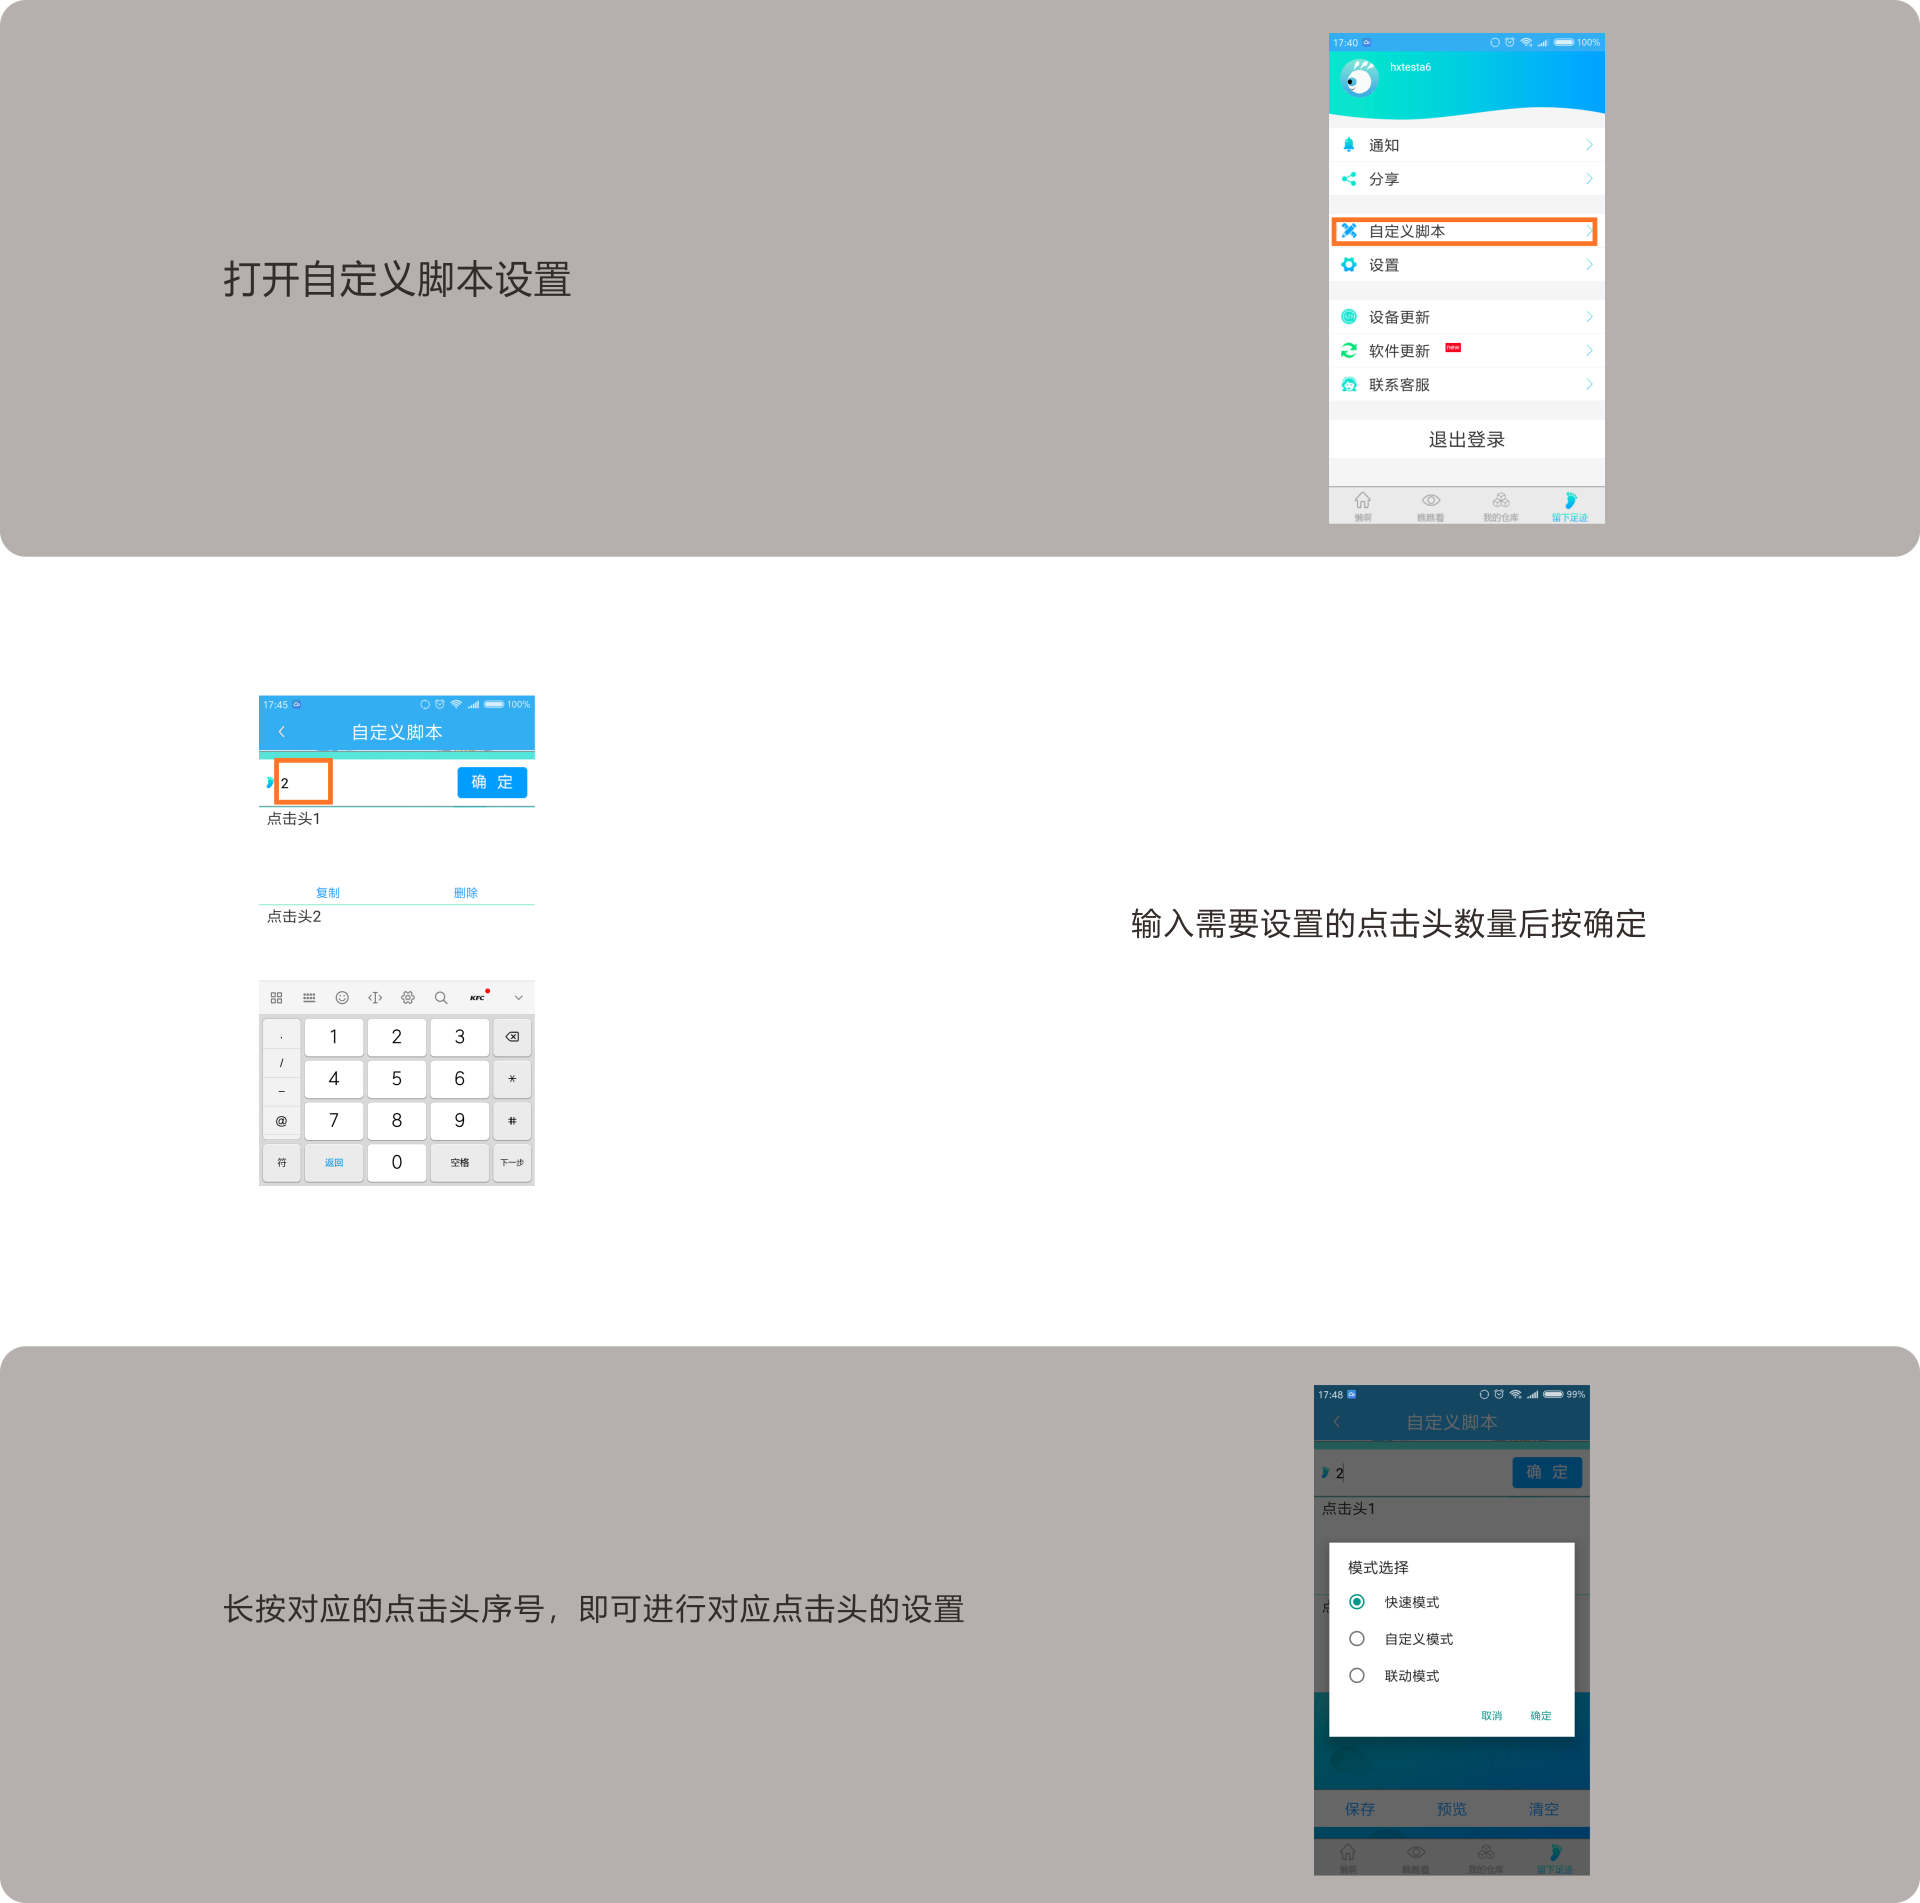 打开自定义脚本设置
17:40
100%
hxtesta6
通知
分享
自定义脚本
设置
设备更新
软件更新 new
联系客服
退出登录
懒啊 瞧瞧看 我的仓库 留下足迹
17:45
100%
自定义脚本
2 确 定
点击头1
复制 删除
点击头2
KFC
. 1 2 3
/ 4 5 6 *
–
@ 7 8 9 #
符 返回 0 空格 下一步
输入需要设置的点击头数量后按确定
长按对应的点击头序号，即可进行对应点击头的设置
17:48
99%
自定义脚本
2 确 定
点击头1
模式选择
快速模式
自定义模式
联动模式
取消 确定
保存 预览 清空
懒啊 瞧瞧看 我的仓库 留下足迹